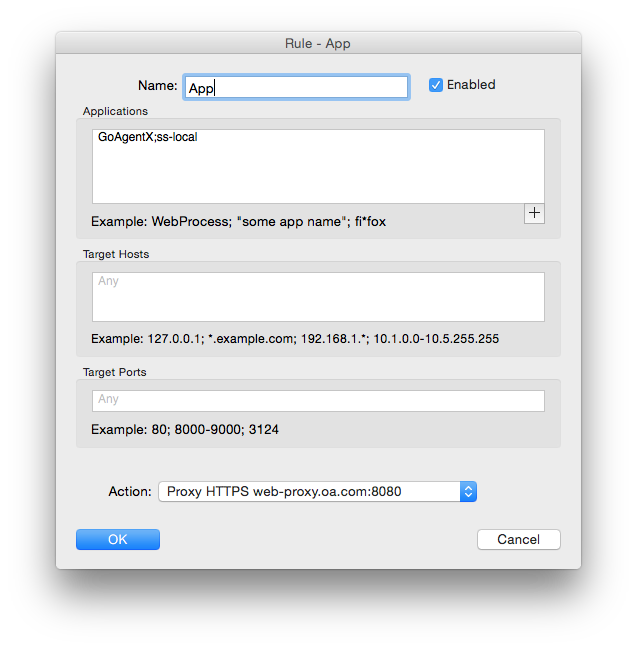 Rule - App
Name: App
Enabled
Applications
GoAgentX;ss-local
+
Example: WebProcess; "some app name"; fi*fox
Target Hosts
Any
Example: 127.0.0.1; *.example.com; 192.168.1.*; 10.1.0.0-10.5.255.255
Target Ports
Any
Example: 80; 8000-9000; 3124
Action: Proxy HTTPS web-proxy.oa.com:8080
OK Cancel